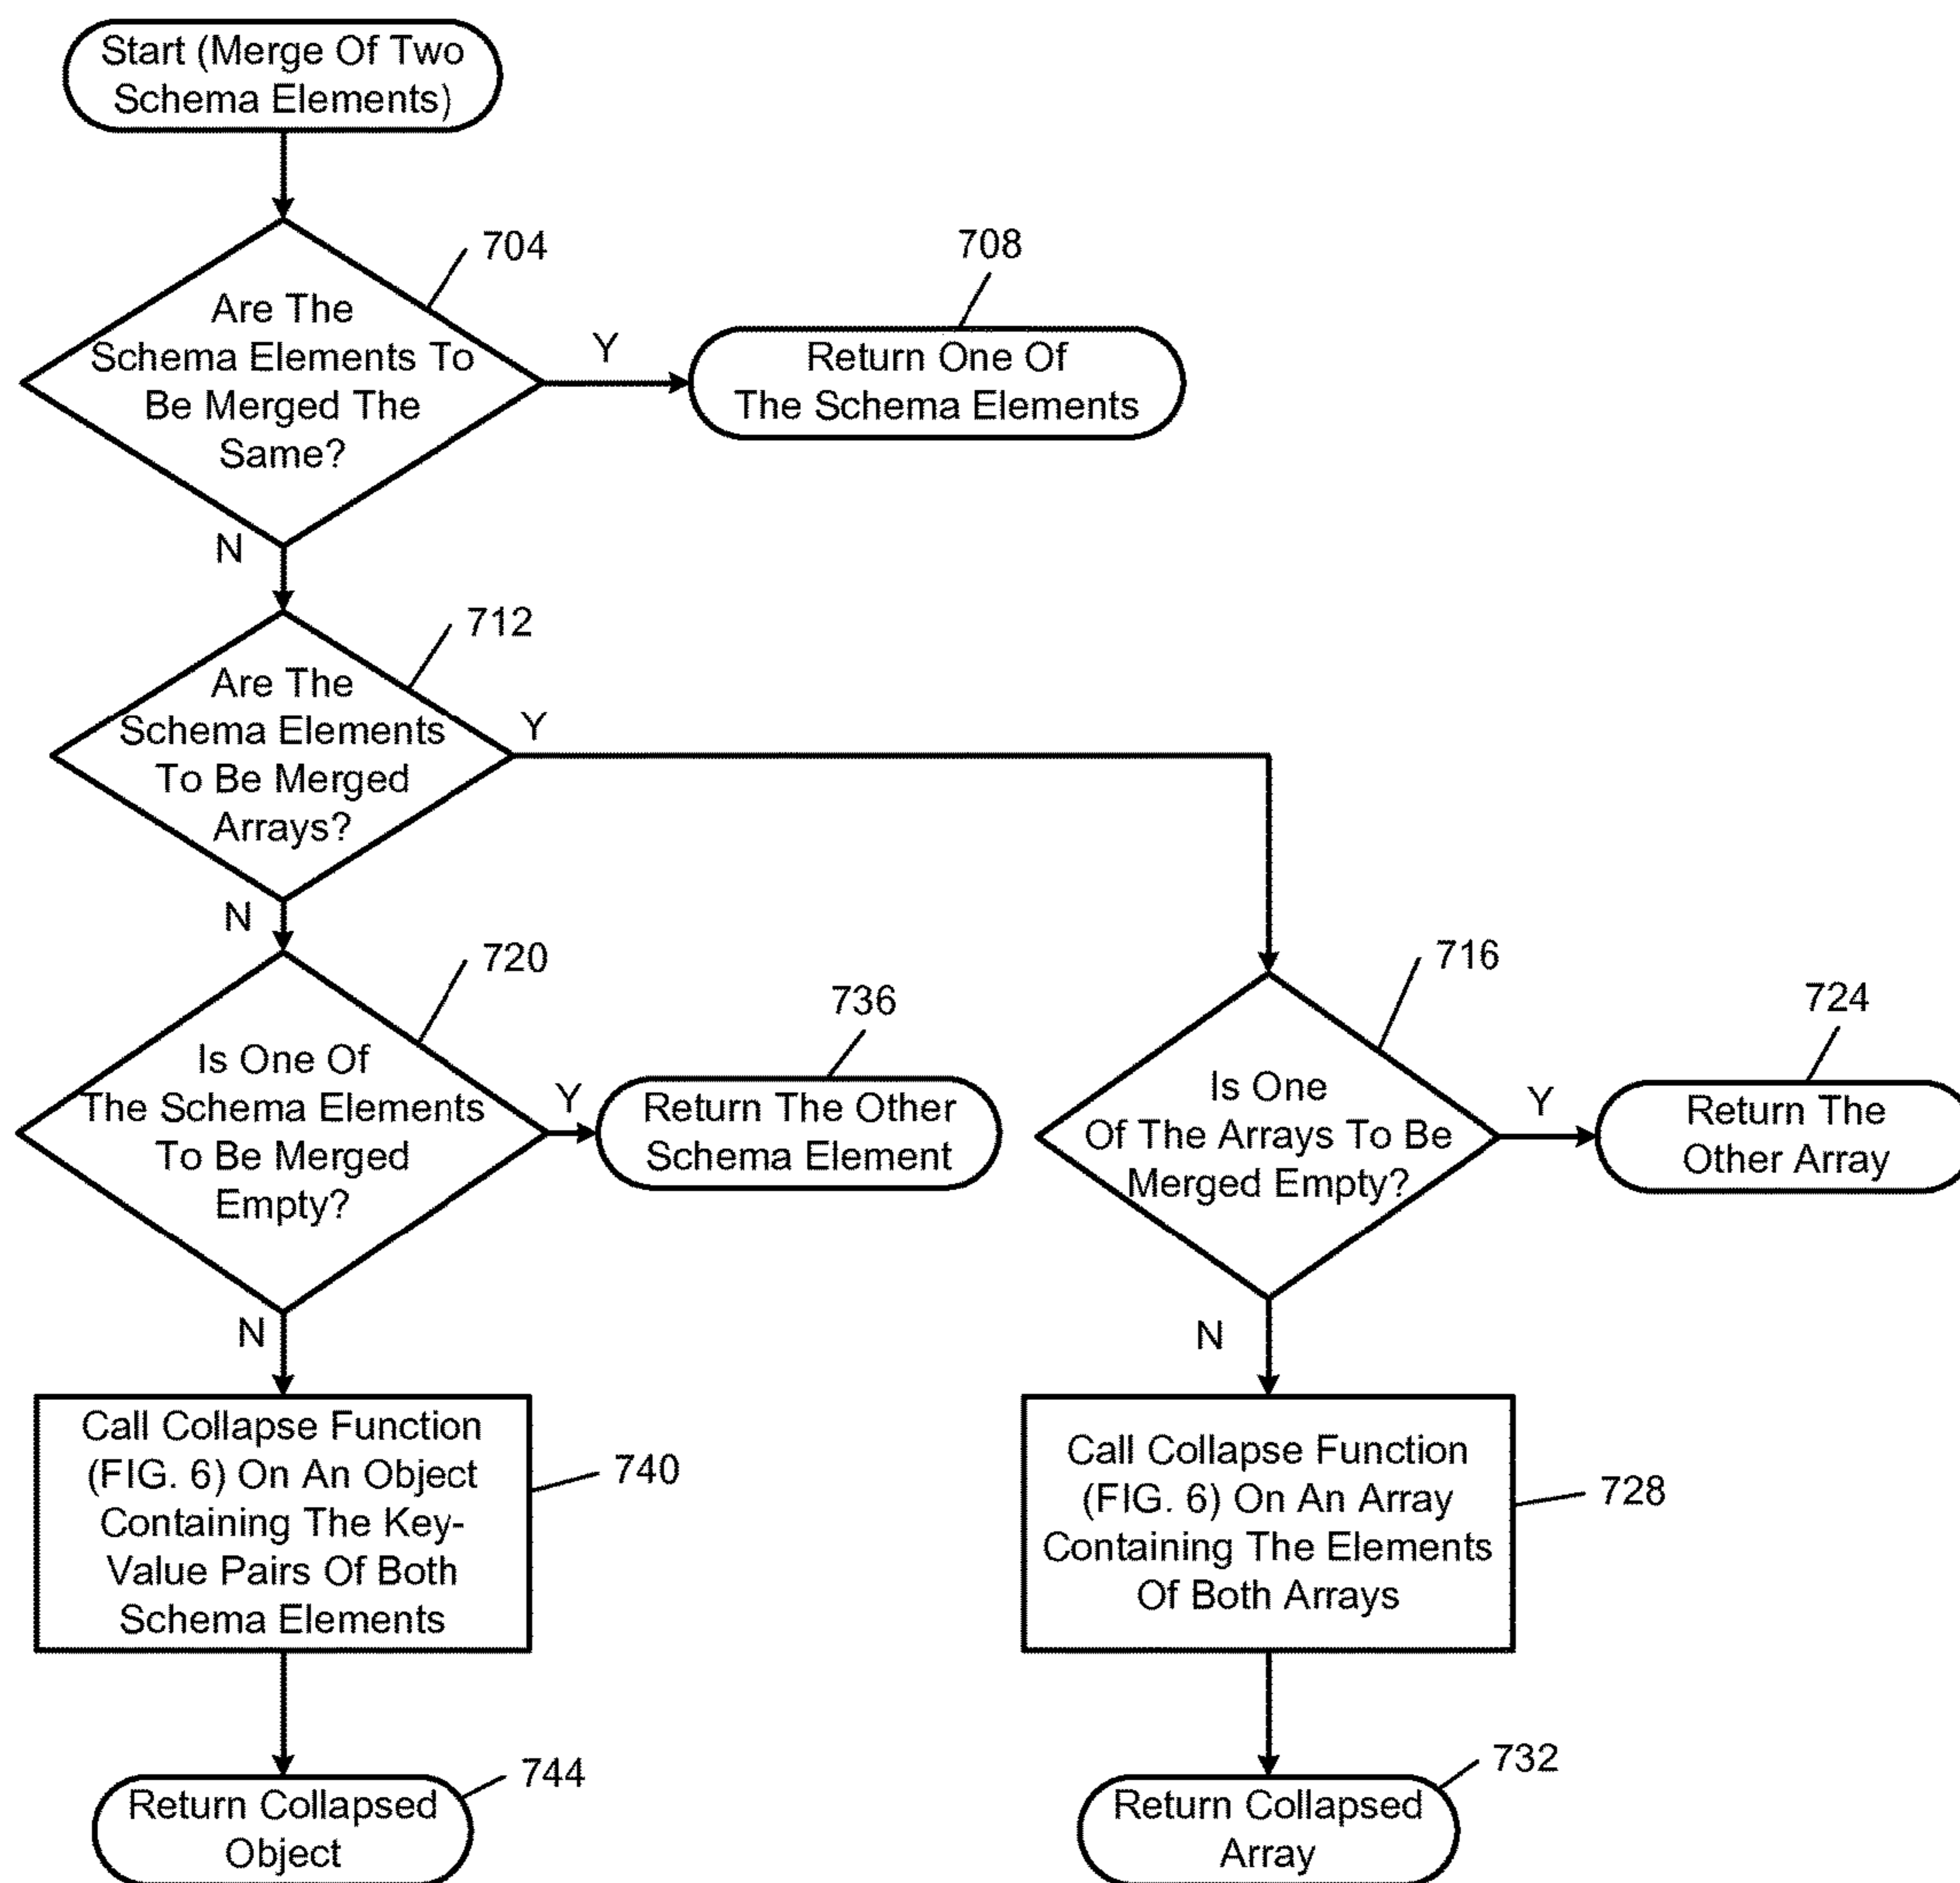 Start (Merge Of Two
Schema Elements)
704
Are The
Schema Elements To
Be Merged The
Same?
Y
708
Return One Of
The Schema Elements
N
712
Are The
Schema Elements
To Be Merged
Arrays?
Y
N
720
Is One Of
The Schema Elements
To Be Merged
Empty?
Y
736
Return The Other
Schema Element
716
Is One
Of The Arrays To Be
Merged Empty?
Y
724
Return The
Other Array
N
Call Collapse Function
(FIG. 6) On An Object
Containing The Key-
Value Pairs Of Both
Schema Elements
740
N
Call Collapse Function
(FIG. 6) On An Array
Containing The Elements
Of Both Arrays
728
744
Return Collapsed
Object
732
Return Collapsed
Array